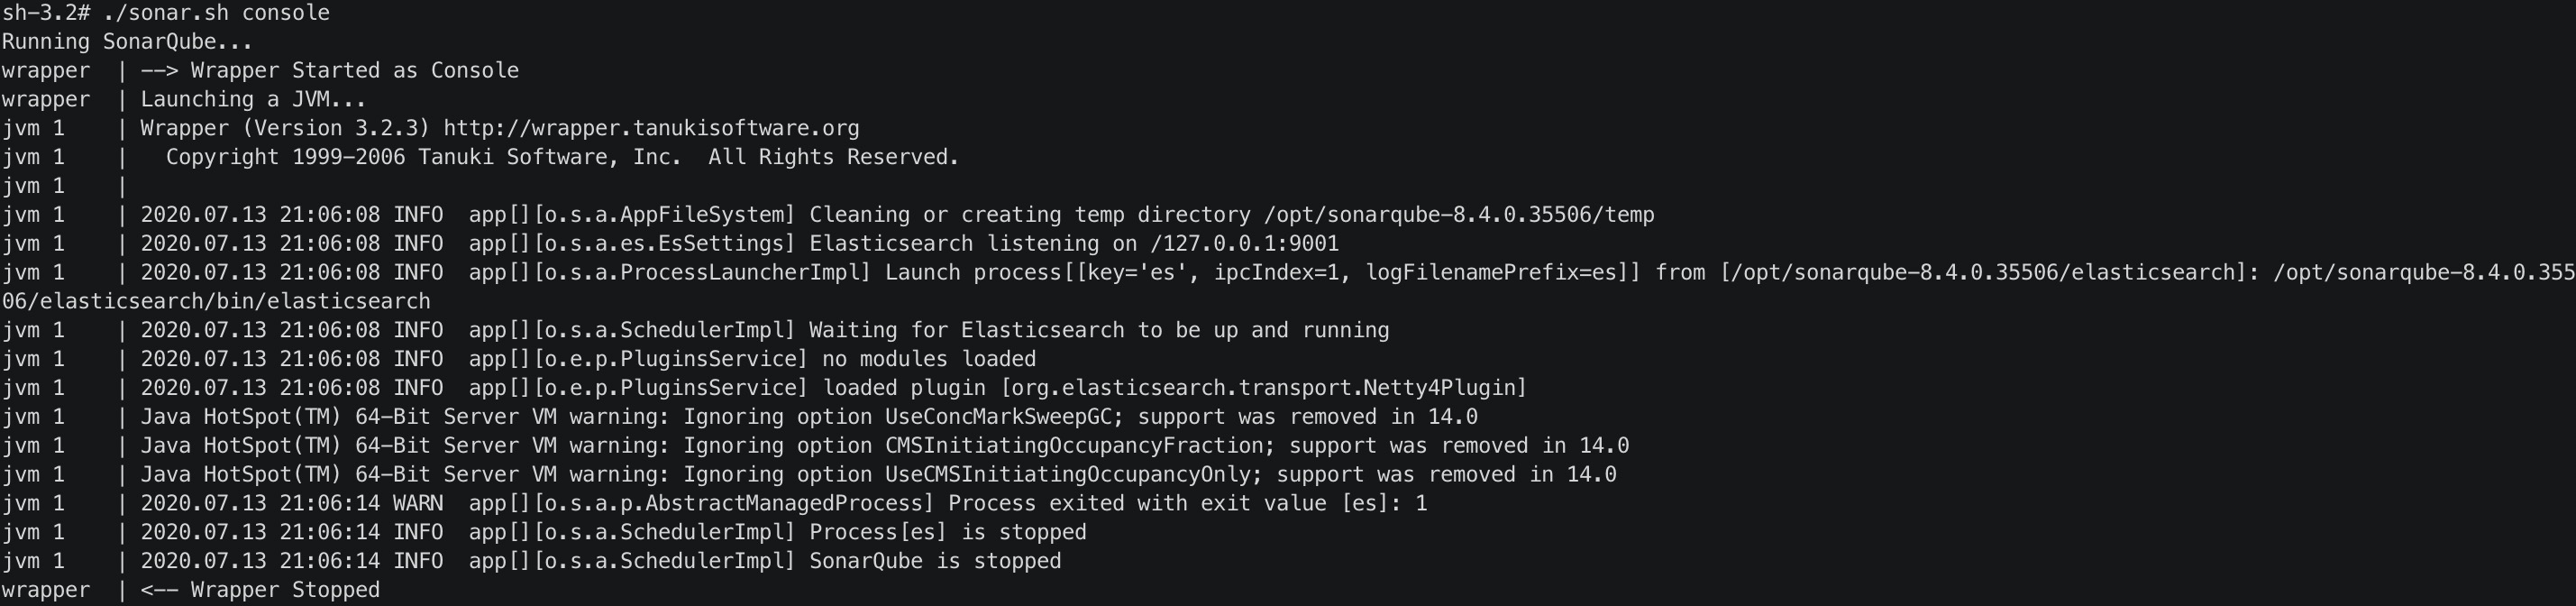 sh-3.2# ./sonar.sh console
Running SonarQube...
wrapper  | --> Wrapper Started as Console
wrapper  | Launching a JVM...
jvm 1    | Wrapper (Version 3.2.3) http://wrapper.tanukisoftware.org
jvm 1    |   Copyright 1999-2006 Tanuki Software, Inc.  All Rights Reserved.
jvm 1    |
jvm 1    | 2020.07.13 21:06:08 INFO  app[][o.s.a.AppFileSystem] Cleaning or creating temp directory /opt/sonarqube-8.4.0.35506/temp
jvm 1    | 2020.07.13 21:06:08 INFO  app[][o.s.a.es.EsSettings] Elasticsearch listening on /127.0.0.1:9001
jvm 1    | 2020.07.13 21:06:08 INFO  app[][o.s.a.ProcessLauncherImpl] Launch process[[key='es', ipcIndex=1, logFilenamePrefix=es]] from [/opt/sonarqube-8.4.0.35506/elasticsearch]: /opt/sonarqube-8.4.0.355
06/elasticsearch/bin/elasticsearch
jvm 1    | 2020.07.13 21:06:08 INFO  app[][o.s.a.SchedulerImpl] Waiting for Elasticsearch to be up and running
jvm 1    | 2020.07.13 21:06:08 INFO  app[][o.e.p.PluginsService] no modules loaded
jvm 1    | 2020.07.13 21:06:08 INFO  app[][o.e.p.PluginsService] loaded plugin [org.elasticsearch.transport.Netty4Plugin]
jvm 1    | Java HotSpot(TM) 64-Bit Server VM warning: Ignoring option UseConcMarkSweepGC; support was removed in 14.0
jvm 1    | Java HotSpot(TM) 64-Bit Server VM warning: Ignoring option CMSInitiatingOccupancyFraction; support was removed in 14.0
jvm 1    | Java HotSpot(TM) 64-Bit Server VM warning: Ignoring option UseCMSInitiatingOccupancyOnly; support was removed in 14.0
jvm 1    | 2020.07.13 21:06:14 WARN  app[][o.s.a.p.AbstractManagedProcess] Process exited with exit value [es]: 1
jvm 1    | 2020.07.13 21:06:14 INFO  app[][o.s.a.SchedulerImpl] Process[es] is stopped
jvm 1    | 2020.07.13 21:06:14 INFO  app[][o.s.a.SchedulerImpl] SonarQube is stopped
wrapper  | <-- Wrapper Stopped